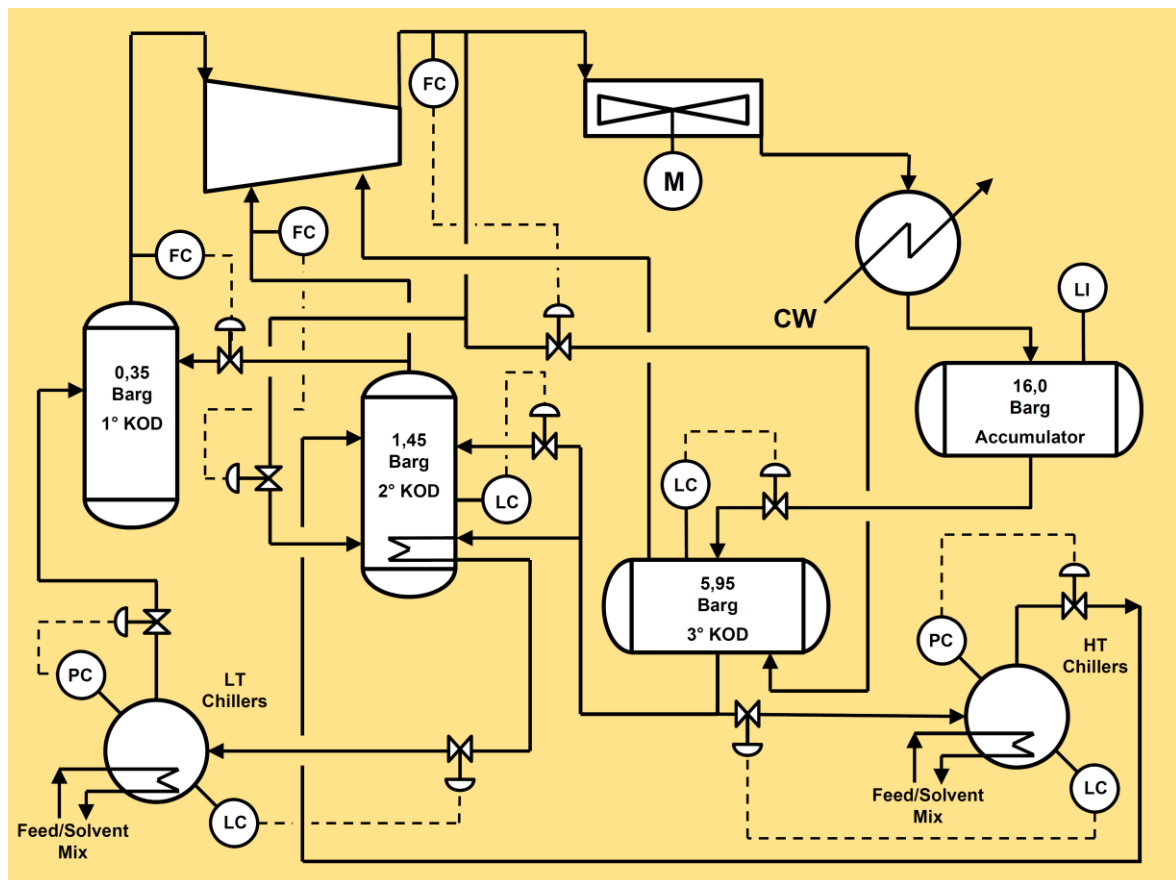 FC
M
FC
FC
LI
CW
0,35
Barg
1° KOD
16,0
Barg
Accumulator
1,45
Barg
2° KOD
LC
LC
5,95
Barg
3° KOD
PC
HT
Chillers
PC
LT
Chillers
LC
Feed/Solvent
Mix
LC
Feed/Solvent
Mix